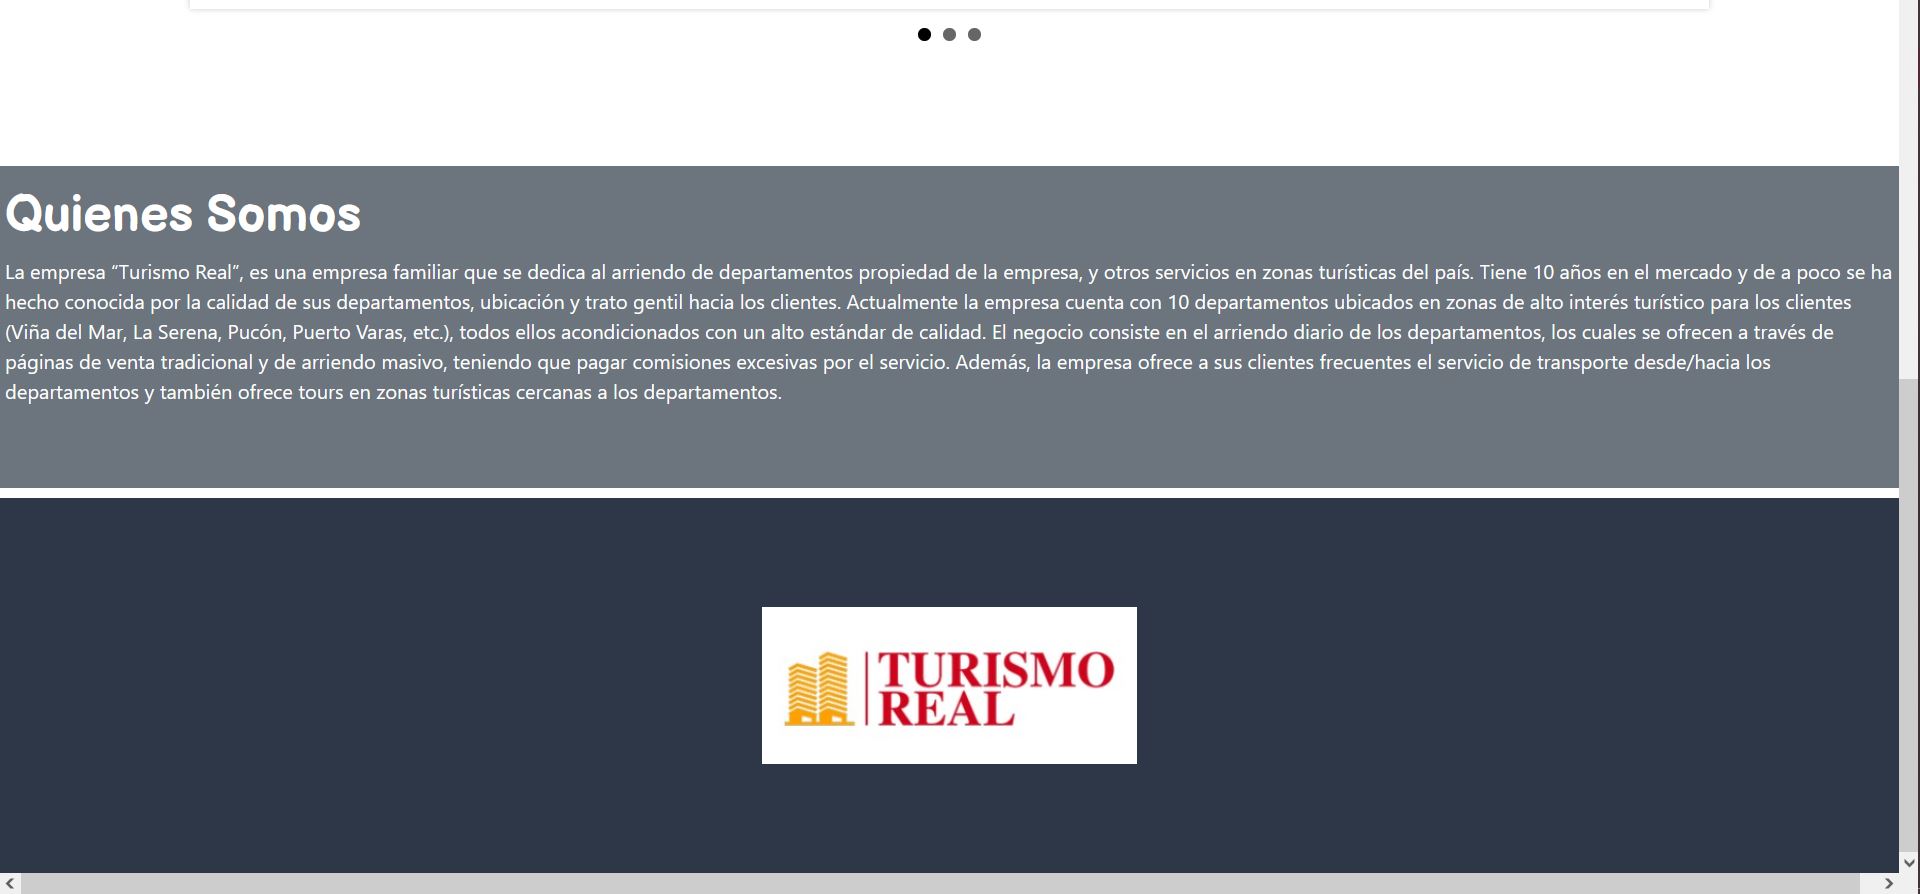 Quienes Somos
La empresa “Turismo Real”, es una empresa familiar que se dedica al arriendo de departamentos propiedad de la empresa, y otros servicios en zonas turísticas del país. Tiene 10 años en el mercado y de a poco se ha
hecho conocida por la calidad de sus departamentos, ubicación y trato gentil hacia los clientes. Actualmente la empresa cuenta con 10 departamentos ubicados en zonas de alto interés turístico para los clientes
(Viña del Mar, La Serena, Pucón, Puerto Varas, etc.), todos ellos acondicionados con un alto estándar de calidad. El negocio consiste en el arriendo diario de los departamentos, los cuales se ofrecen a través de
páginas de venta tradicional y de arriendo masivo, teniendo que pagar comisiones excesivas por el servicio. Además, la empresa ofrece a sus clientes frecuentes el servicio de transporte desde/hacia los
departamentos y también ofrece tours en zonas turísticas cercanas a los departamentos.
TURISMO
REAL